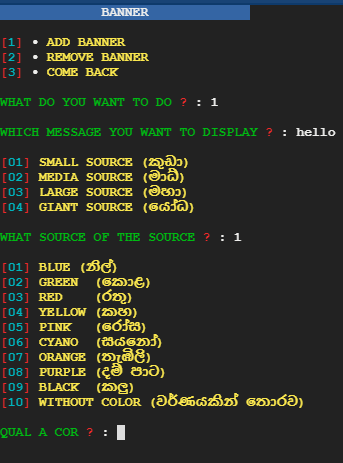 BANNER
[1] • ADD BANNER
[2] • REMOVE BANNER
[3] • COME BACK
WHAT DO YOU WANT TO DO ? : 1
WHICH MESSAGE YOU WANT TO DISPLAY ? : hello
[01] SMALL SOURCE (කුඩා)
[02] MEDIA SOURCE (මාධ්‍ය)
[03] LARGE SOURCE (මහා)
[04] GIANT SOURCE (යෝධ)
WHAT SOURCE OF THE SOURCE ? : 1
[01] BLUE (නිල්)
[02] GREEN (කොළ)
[03] RED (රතු)
[04] YELLOW (කහ)
[05] PINK (රෝස)
[06] CYANO (සයනෝ)
[07] ORANGE (තැඹිලි)
[08] PURPLE (දම් පාට)
[09] BLACK (කලු)
[10] WITHOUT COLOR (වර්ණයකින් තොරව)
QUAL A COR ? :